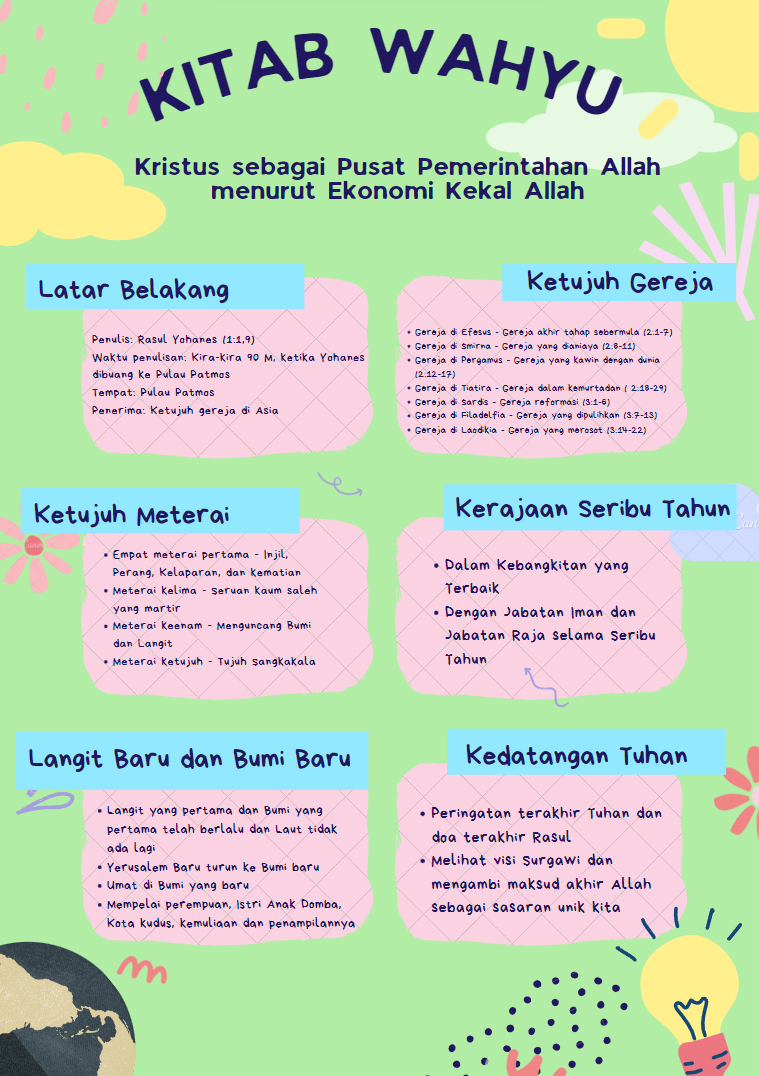 KITAB WAHYU
Kristus sebagai Pusat Pemerintahan Allah
menurut Ekonomi Kekal Allah
Latar Belakang
Penulis: Rasul Yohanes (1:1,9)
Waktu penulisan: Kira-kira 90 M, ketika Yohanes
dibuang ke Pulau Patmos
Tempat: Pulau Patmos
Penerima: Ketujuh gereja di Asia
Ketujuh Gereja
• Gereja di Efesus - Gereja akhir tahap sebermula (2:1-7)
• Gereja di Smirna - Gereja yang dianiaya (2:8-11)
• Gereja di Pergamus - Gereja yang kawin dengan dunia
(2:12-17)
• Gereja di Tiatira - Gereja dalam kemurtadan ( 2:18-29)
• Gereja di Sardis - Gereja reformasi (3:1-6)
• Gereja di Filadelfia - Gereja yang dipulihkan (3:7-13)
• Gereja di Laodikia - Gereja yang merosot (3:14-22)
Ketujuh Meterai
• Empat meterai pertama - Injil,
Perang, Kelaparan, dan kematian
• Meterai Kelima - Seruan kaum saleh
yang martir
• Meterai Keenam - Menguncang Bumi
dan Langit
• Meterai Ketujuh - Tujuh Sangkakala
Kerajaan Seribu Tahun
• Dalam Kebangkitan yang
Terbaik
• Dengan Jabatan Iman dan
Jabatan Raja selama Seribu
Tahun
Langit Baru dan Bumi Baru
• Langit yang pertama dan Bumi yang
pertama telah berlalu dan Laut tidak
ada lagi
• Yerusalem Baru turun ke Bumi baru
• Umat di Bumi yang baru
• Mempelai perempuan, Istri Anak Domba,
Kota kudus, kemuliaan dan penampilannya
Kedatangan Tuhan
• Peringatan terakhir Tuhan dan
doa terakhir Rasul
• Melihat visi Surgawi dan
mengambi maksud akhir Allah
sebagai sasaran unik kita